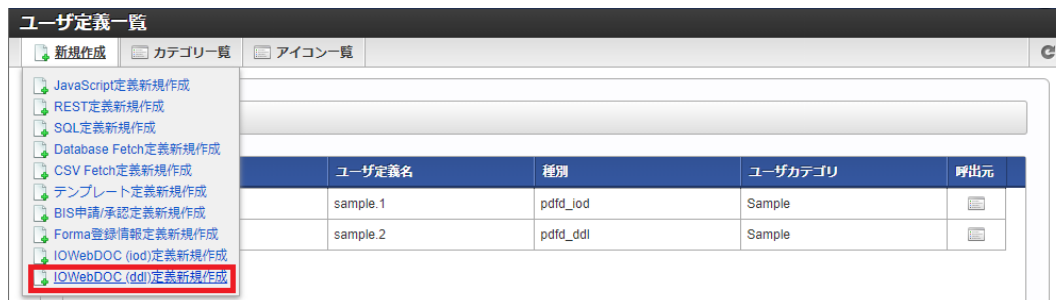 ユーザ定義一覧
新規作成 カテゴリ一覧 アイコン一覧
JavaScript定義新規作成
REST定義新規作成
SQL定義新規作成
Database Fetch定義新規作成
CSV Fetch定義新規作成
テンプレート定義新規作成
BIS申請/承認定義新規作成
Forma登録情報定義新規作成
IOWebDOC (iod)定義新規作成
IOWebDOC (ddl)定義新規作成
ユーザ定義名 種別 ユーザカテゴリ 呼出元
sample.1 pdfd_iod Sample
sample.2 pdfd_ddl Sample